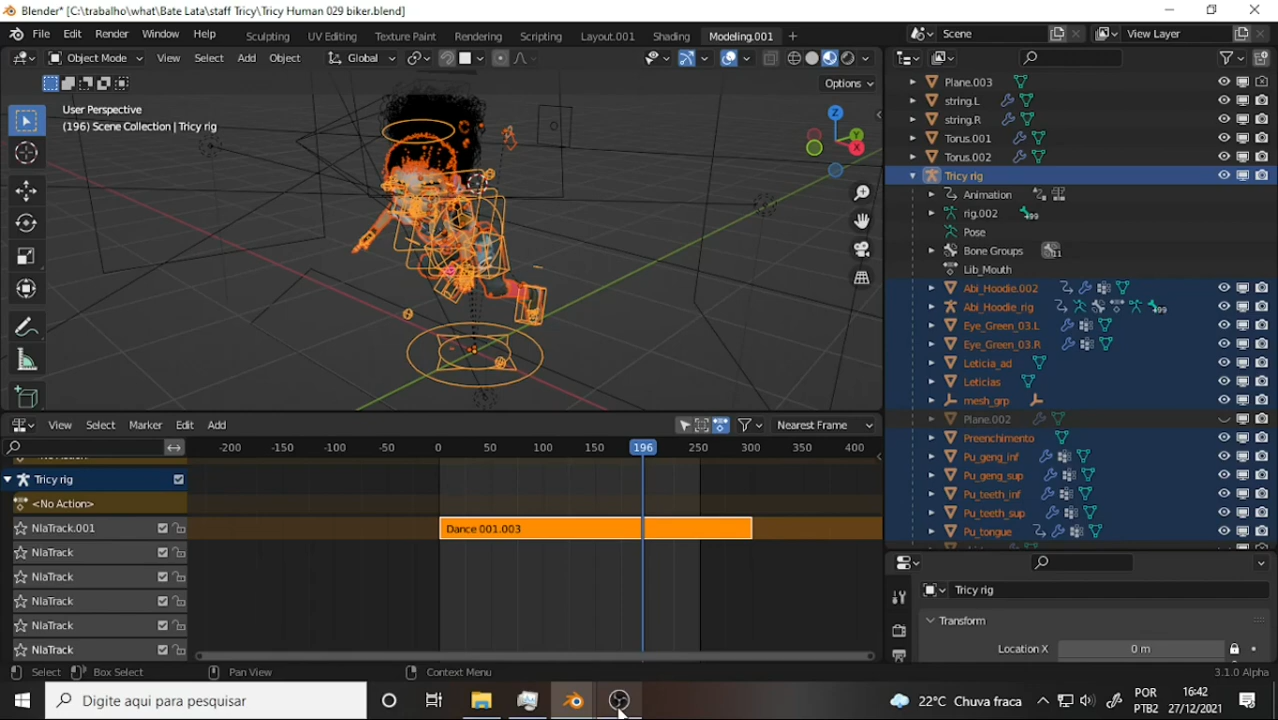 Blender* [C:\trabalho\what\Bate Lata\staff Tricy\Tricy Human 029 biker.blend]
File Edit Render Window Help Sculpting UV Editing Texture Paint Rendering Scripting Layout.001 Shading Modeling.001 + Scene View Layer
Object Mode View Select Add Object Global
Options
User Perspective
(196) Scene Collection | Tricy rig
Z
Y
X
Plane.003
string.L
string.R
Torus.001
Torus.002
Tricy rig
Animation
rig.002 99
Pose
Bone Groups 11
Lib_Mouth
Abi_Hoodie.002
Abi_Hoodie_rig 99
Eye_Green_03.L
Eye_Green_03.R
Leticia_ad
Leticias
mesh_grp
Plane.002
Preenchimento
Pu_geng_inf
Pu_geng_sup
Pu_teeth_inf
Pu_teeth_sup
Pu_tongue
View Select Marker Edit Add Nearest Frame
-200 -150 -100 -50 0 50 100 150 196 250 300 350 400
Tricy rig
<No Action>
NlaTrack.001
Dance 001.003
NlaTrack
NlaTrack
NlaTrack
NlaTrack
NlaTrack
Tricy rig
Transform
Location X 0 m
Select Box Select Pan View Context Menu 3.1.0 Alpha
Digite aqui para pesquisar
22°C Chuva fraca
POR
PTB2
16:42
27/12/2021